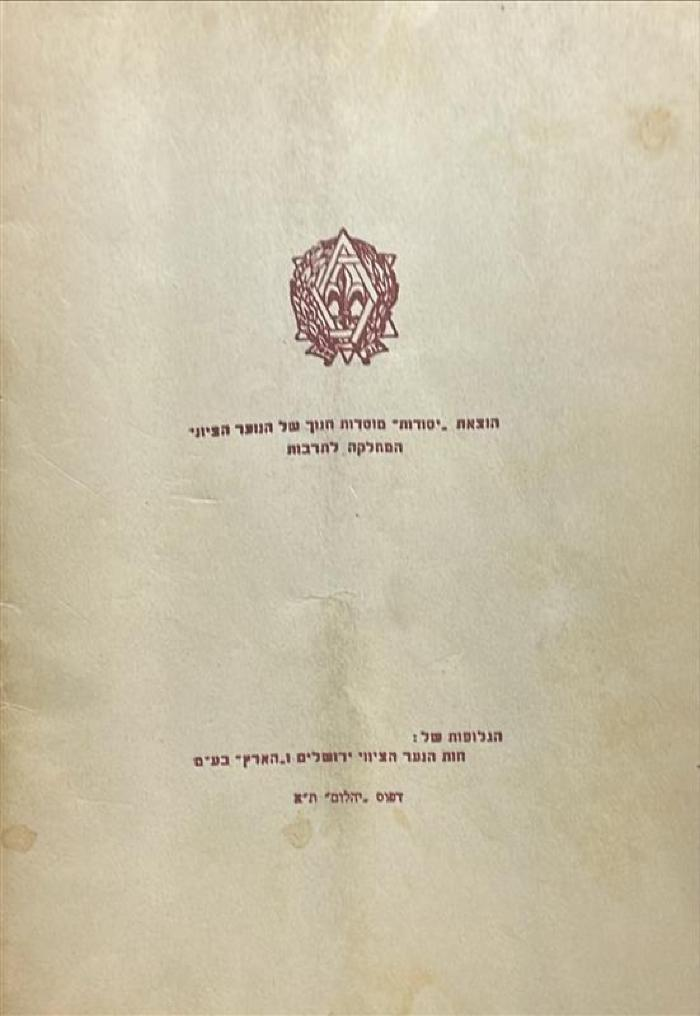 הוצאת „יסודות" מוסדות חנוך של הנוער הציוני
המחלקה לתרבות
הגלופות של:
חות הנער הציוני ירושלים ו„הארץ" בע"מ
דפוס „יהלום" ת"א